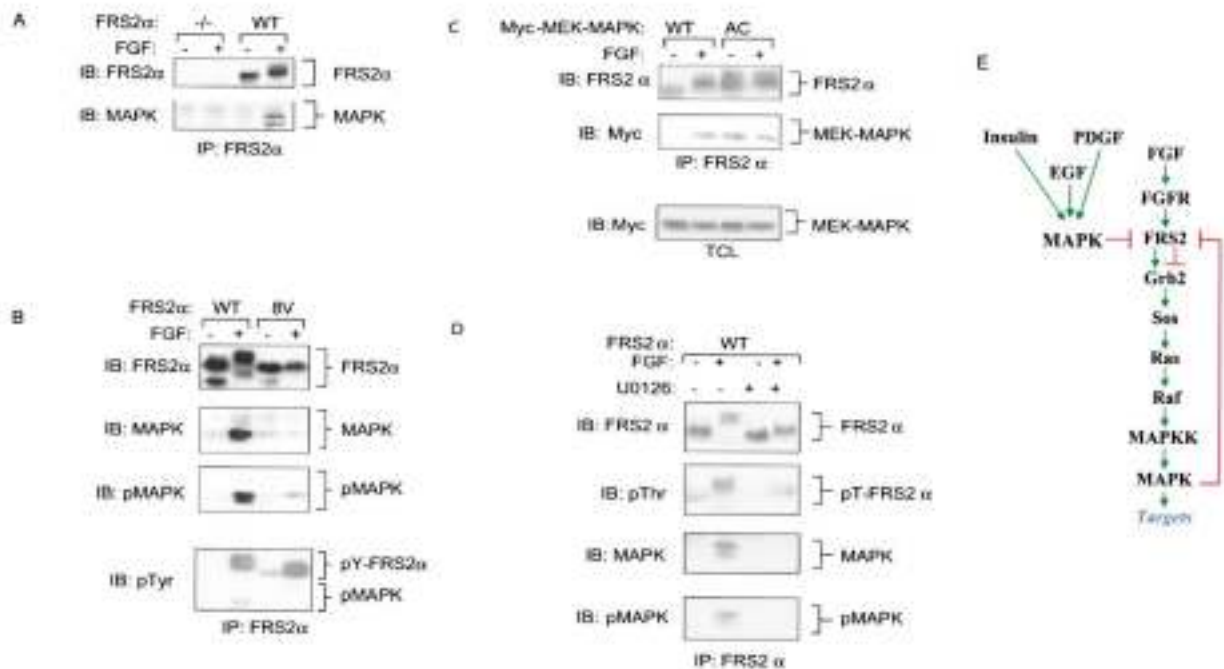 A
FRS2α: -/- WT
FGF: - + - +
IB: FRS2α FRS2α
IB: MAPK MAPK
IP: FRS2α
B
FRS2α: WT 8V
FGF: - + - +
IB: FRS2α FRS2α
IB: MAPK MAPK
IB: pMAPK pMAPK
IB: pTyr pY-FRS2α
pMAPK
IP: FRS2α
C
Myc-MEK-MAPK: WT AC
FGF: - + - +
IB: FRS2 α FRS2 α
IB: Myc MEK-MAPK
IP: FRS2 α
IB: Myc MEK-MAPK
TCL
D
FRS2 α: WT
FGF: - + - +
U0126: - - + +
IB: FRS2 α FRS2 α
IB: pThr pT-FRS2 α
IB: MAPK MAPK
IB: pMAPK pMAPK
IP: FRS2 α
E
Insulin PDGF
EGF
MAPK
FGF
FGFR
FRS2
Grb2
Sos
Ras
Raf
MAPKK
MAPK
Targets